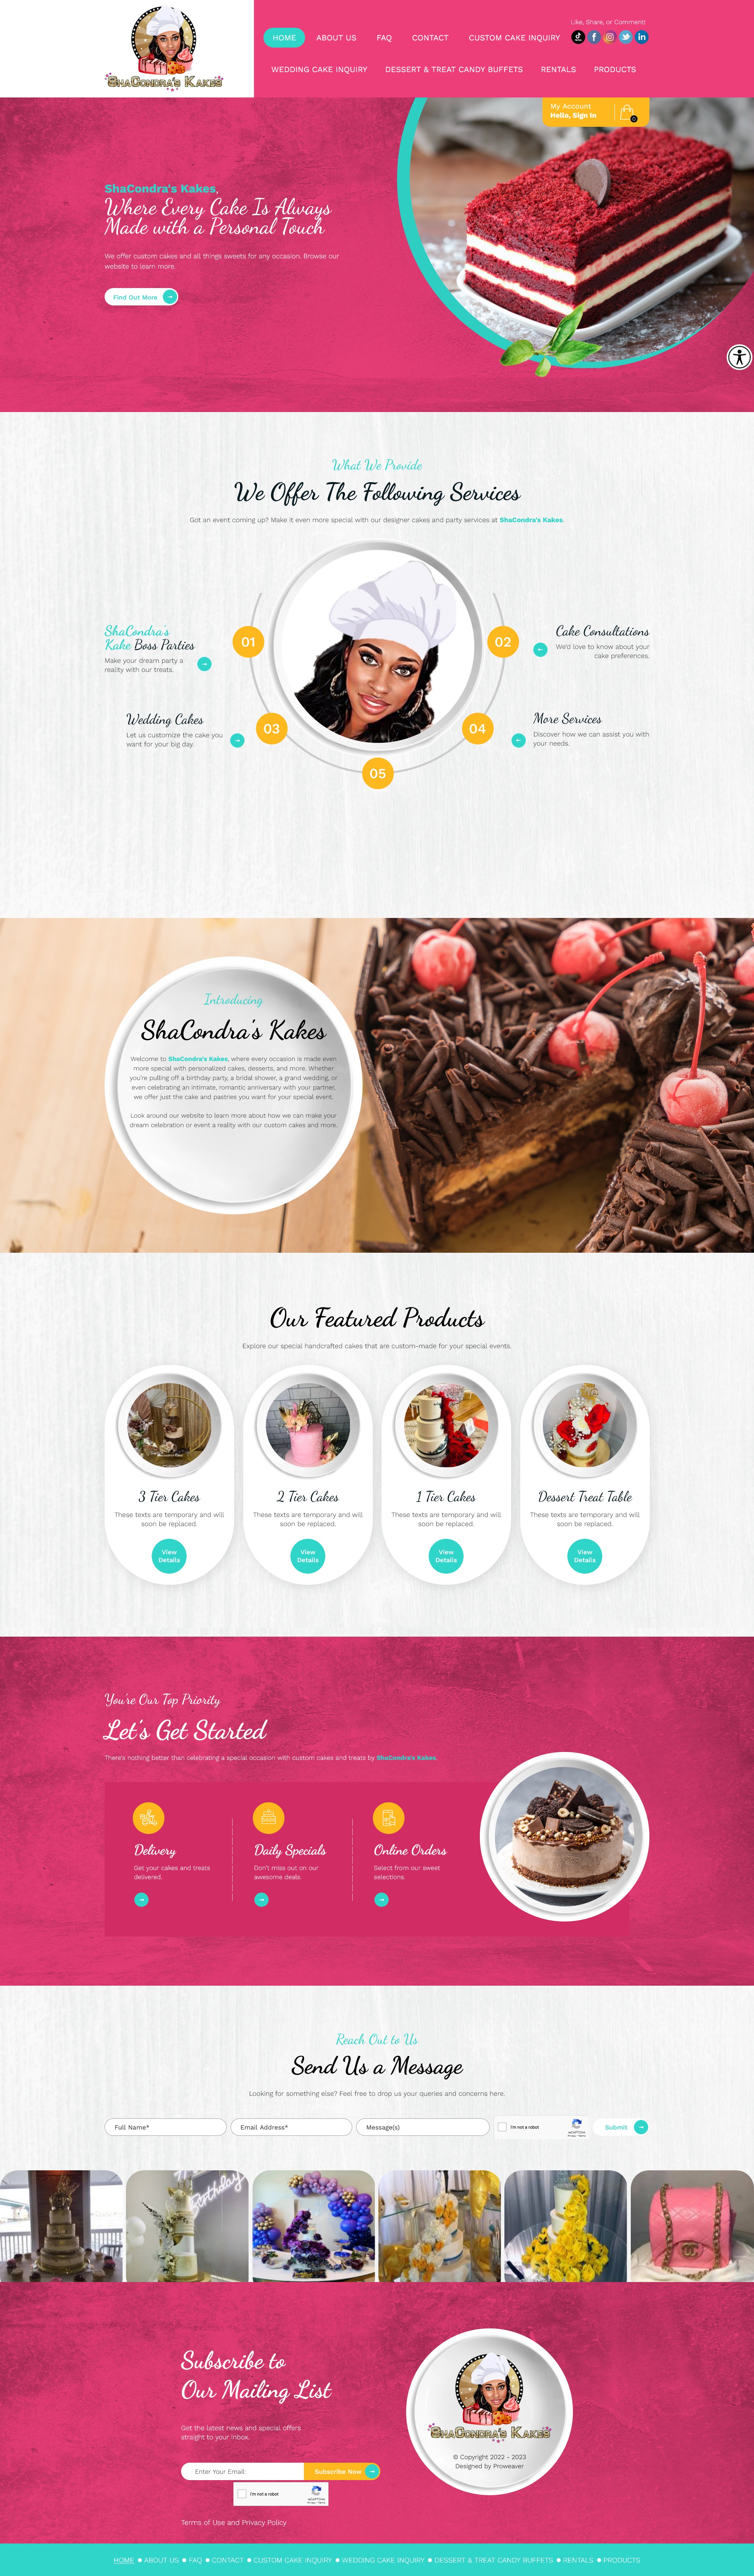 SHACONDRA'S KAKES
Like, Share, or Comment!
HOME ABOUT US FAQ CONTACT CUSTOM CAKE INQUIRY
WEDDING CAKE INQUIRY DESSERT & TREAT CANDY BUFFETS RENTALS PRODUCTS
My Account
Hello, Sign In
0
ShaCondra's Kakes,
Where Every Cake Is Always
Made with a Personal Touch
We offer custom cakes and all things sweets for any occasion. Browse our
website to learn more.
Find Out More
What We Provide
We Offer The Following Services
Got an event coming up? Make it even more special with our designer cakes and party services at ShaCondra's Kakes.
01
ShaCondra's
Kake Boss Parties
Make your dream party a
reality with our treats.
02
Cake Consultations
We'd love to know about your
cake preferences.
03
Wedding Cakes
Let us customize the cake you
want for your big day.
04
More Services
Discover how we can assist you with
your needs.
05
Introducing
ShaCondra's Kakes
Welcome to ShaCondra's Kakes, where every occasion is made even
more special with personalized cakes, desserts, and more. Whether
you're pulling off a birthday party, a bridal shower, a grand wedding, or
even celebrating an intimate, romantic anniversary with your partner,
we offer just the cake and pastries you want for your special event.
Look around our website to learn more about how we can make your
dream celebration or event a reality with our custom cakes and more.
Our Featured Products
Explore our special handcrafted cakes that are custom-made for your special events.
3 Tier Cakes
These texts are temporary and will
soon be replaced.
View
Details
2 Tier Cakes
These texts are temporary and will
soon be replaced.
View
Details
1 Tier Cakes
These texts are temporary and will
soon be replaced.
View
Details
Dessert Treat Table
These texts are temporary and will
soon be replaced.
View
Details
You're Our Top Priority
Let's Get Started
There's nothing better than celebrating a special occasion with custom cakes and treats by ShaCondra's Kakes.
Delivery
Get your cakes and treats
delivered.
Daily Specials
Don't miss out on our
awesome deals.
Online Orders
Select from our sweet
selections.
Reach Out to Us
Send Us a Message
Looking for something else? Feel free to drop us your queries and concerns here.
Full Name* Email Address* Message(s) I'm not a robot Submit
reCAPTCHA
Privacy - Terms
Birthday
Subscribe to
Our Mailing List
Get the latest news and special offers
straight to your inbox.
Enter Your Email: Subscribe Now
I'm not a robot
reCAPTCHA
Privacy - Terms
Terms of Use and Privacy Policy
SHACONDRA'S KAKES
© Copyright 2022 - 2023
Designed by Proweaver
HOME ABOUT US FAQ CONTACT CUSTOM CAKE INQUIRY WEDDING CAKE INQUIRY DESSERT & TREAT CANDY BUFFETS RENTALS PRODUCTS